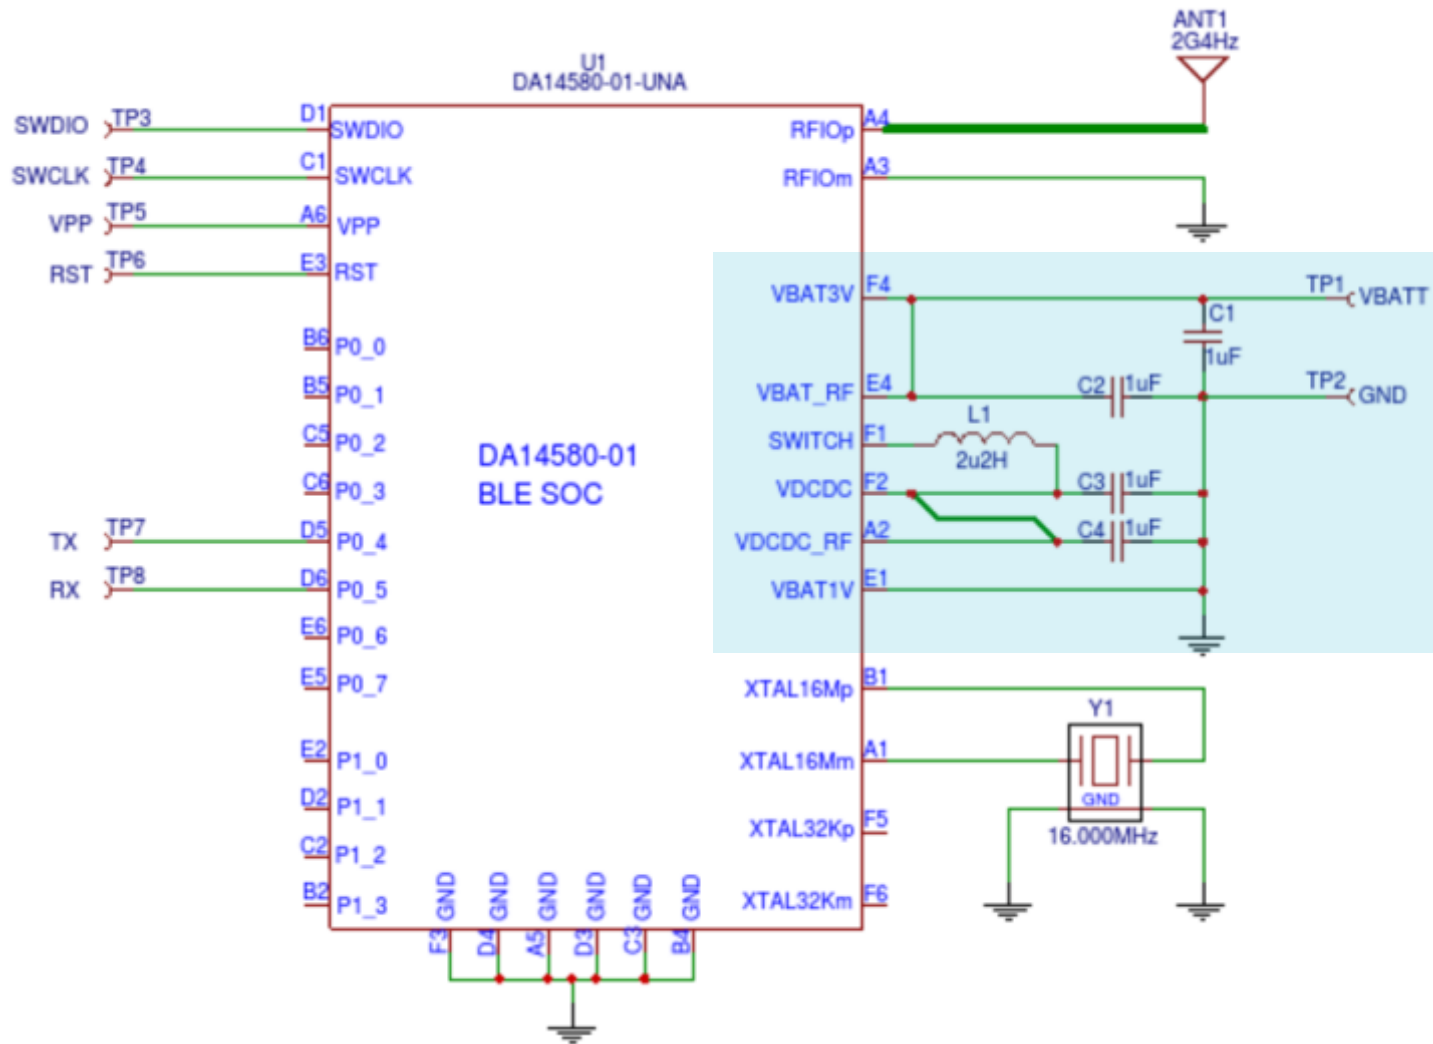 ANT1
2G4Hz
U1
DA14580-01-UNA
SWDIO TP3 D1 SWDIO
RFIOp A4
SWCLK TP4 C1 SWCLK
RFIOm A3
VPP TP5 A6 VPP
RST TP6 E3 RST
VBAT3V F4 TP1 VBATT
C1
1uF
B6 P0_0
B5 P0_1
VBAT_RF E4 C2 1uF TP2 GND
L1
C5 P0_2
SWITCH F1
2u2H
DA14580-01
BLE SOC
C6 P0_3
VDCDC F2 C3 1uF
TX TP7 D5 P0_4
VDCDC_RF A2 C4 1uF
RX TP8 D6 P0_5
VBAT1V E1
E6 P0_6
E5 P0_7
XTAL16Mp B1
Y1
E2 P1_0
XTAL16Mm A1
GND
D2 P1_1
XTAL32Kp F5
16.000MHz
C2 P1_2
B2 P1_3
XTAL32Km F6
GND GND GND GND GND GND
F3 D4 A5 D3 C3 B4